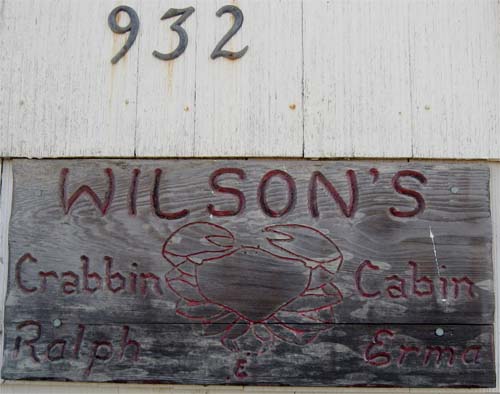 932
WILSON'S
Crabbin Cabin
Ralph & Erma